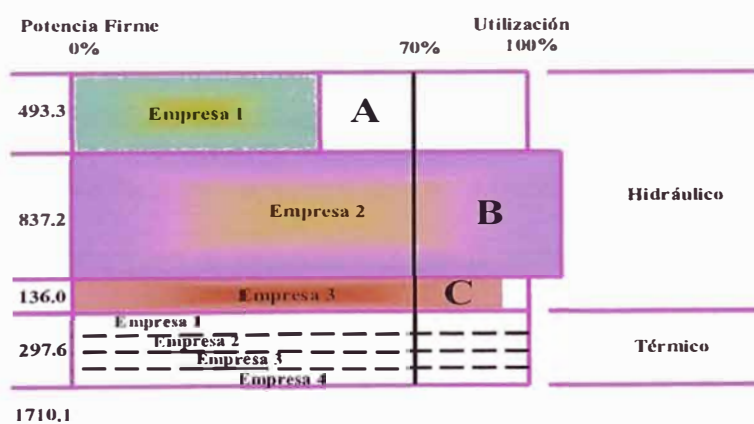 Potencia Firme
Utilización
0%
70%
100%
493.3
Empresa 1
A
837.2
Empresa 2
B
Hidráulico
136.0
Empresa 3
C
297.6
Empresa 1
Empresa 2
Empresa 3
Empresa 4
Térmico
1710,1